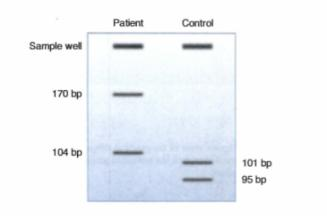 Patient Control
Sample well
170 bp
104 bp
101 bp
95 bp